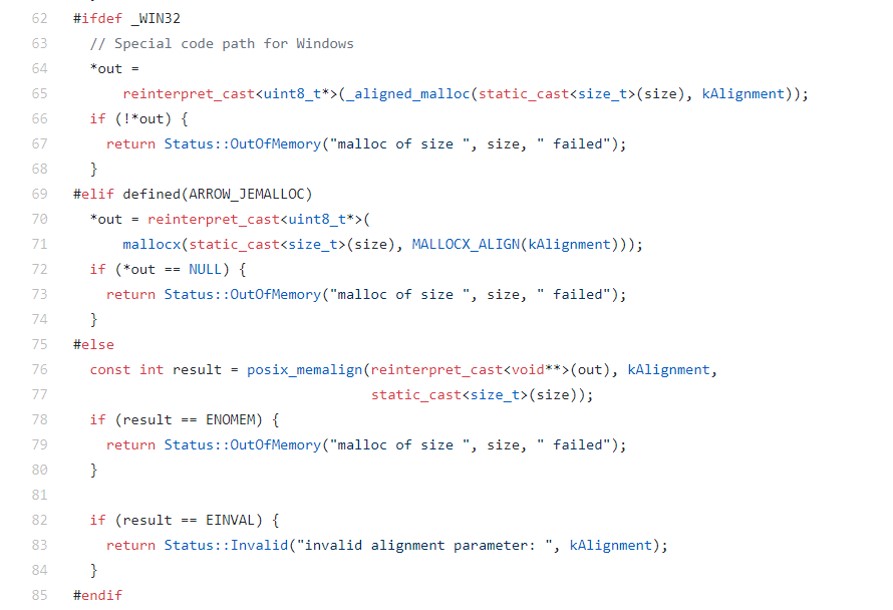 62 #ifdef _WIN32
63   // Special code path for Windows
64   *out =
65       reinterpret_cast<uint8_t*>(_aligned_malloc(static_cast<size_t>(size), kAlignment));
66   if (!*out) {
67     return Status::OutOfMemory("malloc of size ", size, " failed");
68   }
69 #elif defined(ARROW_JEMALLOC)
70   *out = reinterpret_cast<uint8_t*>(
71       mallocx(static_cast<size_t>(size), MALLOCX_ALIGN(kAlignment)));
72   if (*out == NULL) {
73     return Status::OutOfMemory("malloc of size ", size, " failed");
74   }
75 #else
76   const int result = posix_memalign(reinterpret_cast<void**>(out), kAlignment,
77                                     static_cast<size_t>(size));
78   if (result == ENOMEM) {
79     return Status::OutOfMemory("malloc of size ", size, " failed");
80   }
81
82   if (result == EINVAL) {
83     return Status::Invalid("invalid alignment parameter: ", kAlignment);
84   }
85 #endif